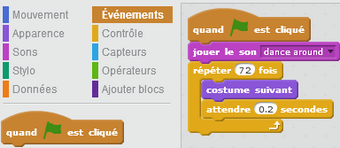 Mouvement
Événements
Apparence
Contrôle
Sons
Capteurs
Stylo
Opérateurs
Données
Ajouter blocs
quand est cliqué
quand est cliqué
jouer le son dance around
répéter 72 fois
costume suivant
attendre 0.2 secondes